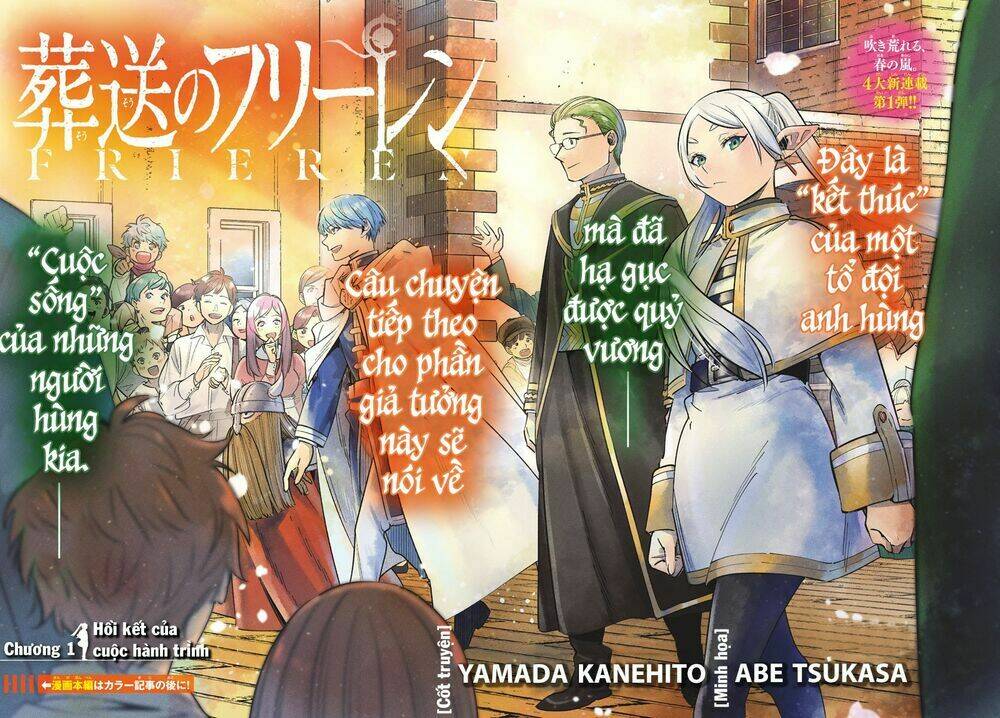 葬送のフリーレン
FRIEREN
吹き荒れる、
春の嵐。
4大新連載
第1弾!!
Đây là
"kết thúc"
của một
tổ đội
anh hùng
mà đã
hạ gục
được quỷ
vương
Câu chuyện
tiếp theo
cho phần
giả tưởng
này sẽ
nói về
"Cuộc
sống"
của những
người
hùng
kia.
Chương 1
Hồi kết của
cuộc hành trình
←漫画本編はカラー記事の後に!
[Cốt truyện]
YAMADA KANEHITO
[Minh họa]
ABE TSUKASA